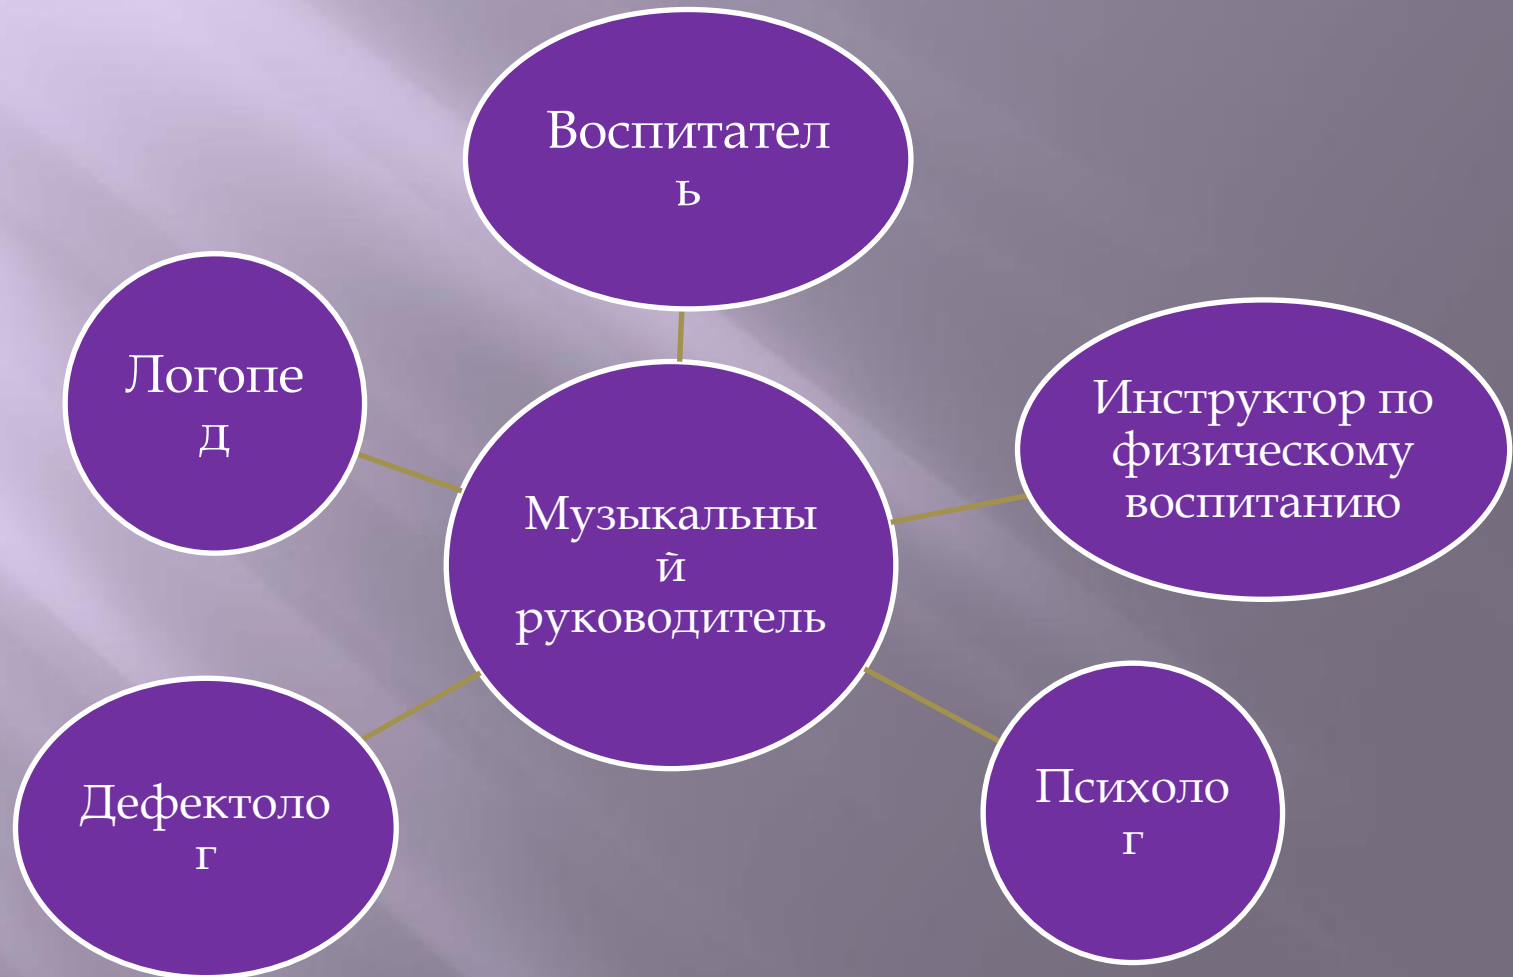 Воспитател
ь
Логопе
д
Инструктор по
физическому
воспитанию
Музыкальны
й
руководитель
Дефектоло
г
Психоло
г